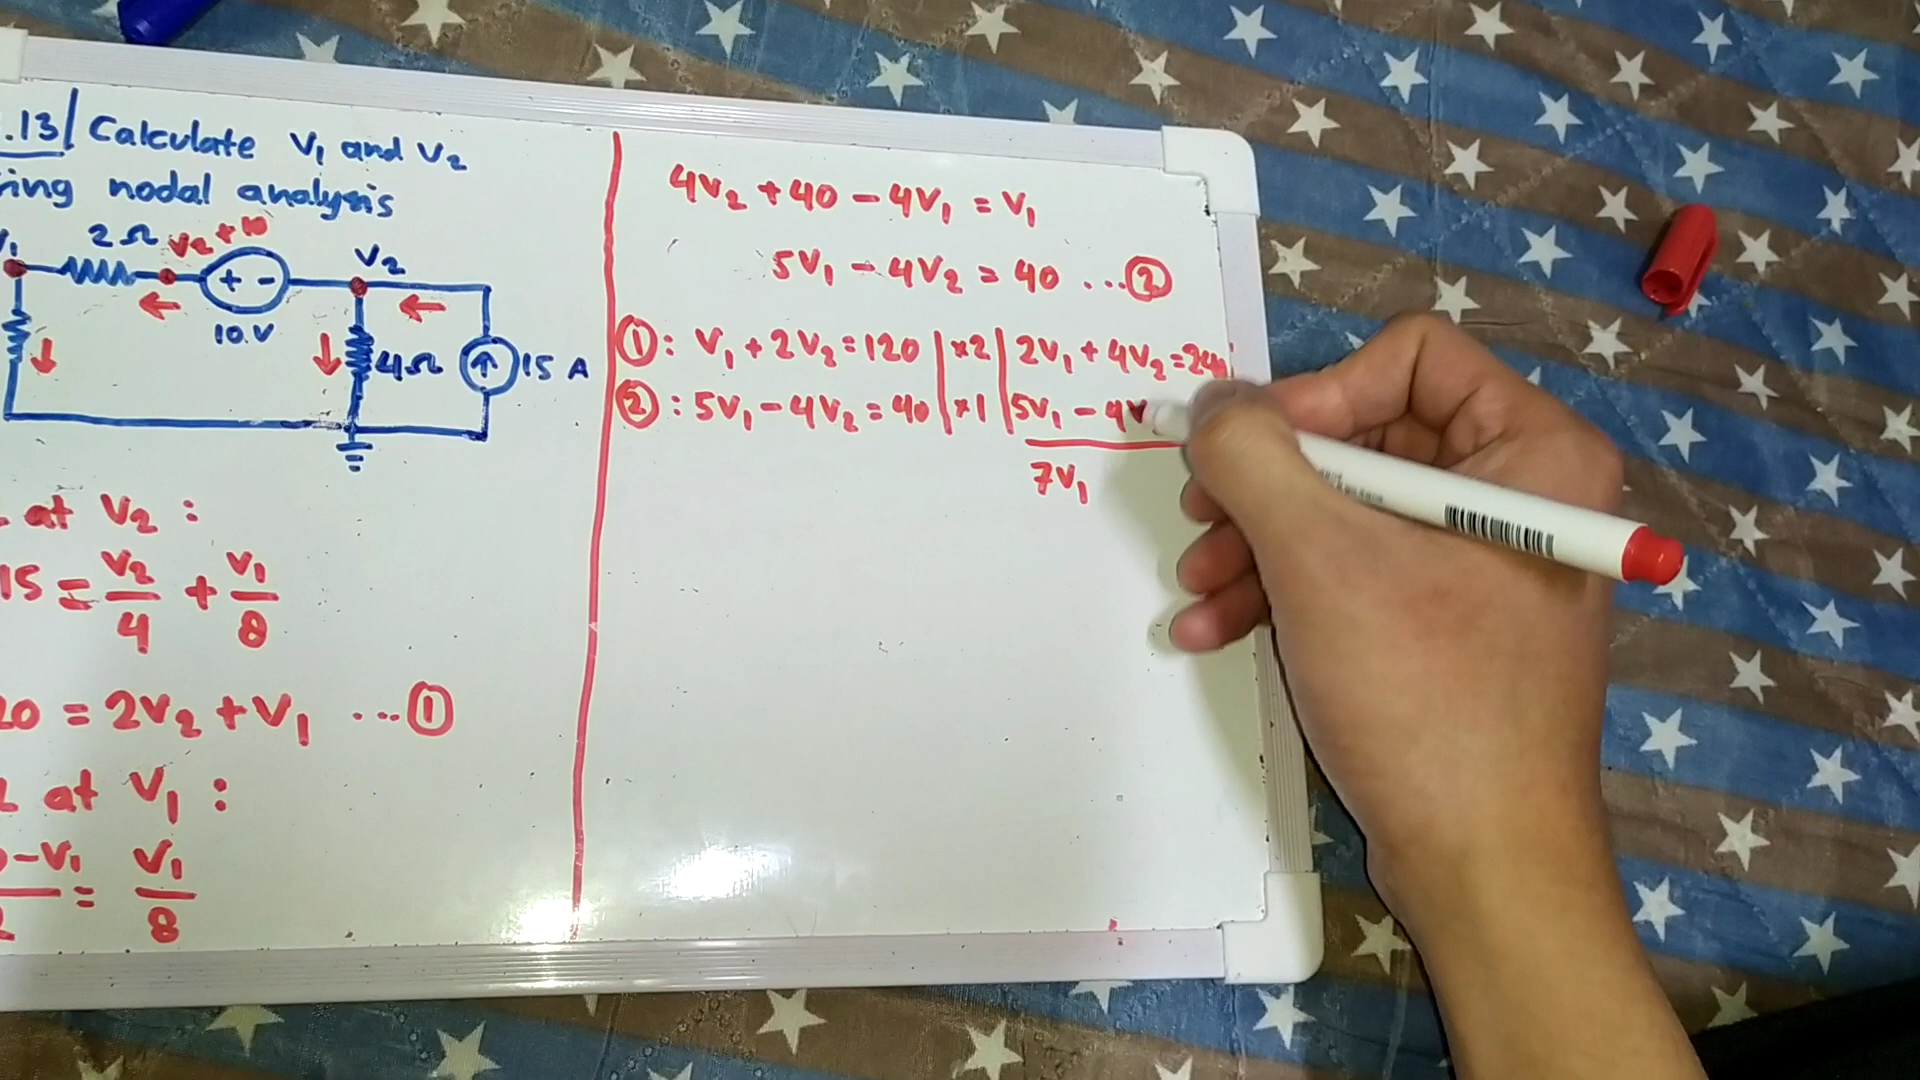 .13/ Calculate V₁ and V₂
ing nodal analysis
V₁ 2Ω V₂+10 V₂
+ -
10.V
4Ω
15 A
at V₂ :
15 = V₂/4 + V₁/8
20 = 2V₂ + V₁ ...①
at V₁ :
-V₁/2 = V₁/8
4V₂ + 40 - 4V₁ = V₁
5V₁ - 4V₂ = 40 ...②
①: V₁ + 2V₂ = 120 | ×2 | 2V₁ + 4V₂ = 240
②: 5V₁ - 4V₂ = 40 | ×1 | 5V₁ - 4V
7V₁